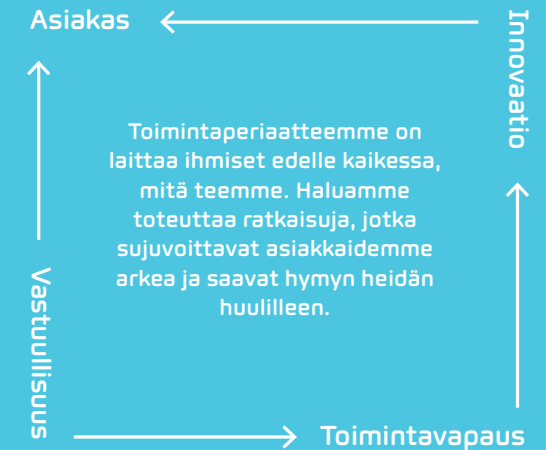 Asiakas
Innovaatio
Toimintaperiaatteemme on
laittaa ihmiset edelle kaikessa,
mitä teemme. Haluamme
toteuttaa ratkaisuja, jotka
sujuvoittavat asiakkaidemme
arkea ja saavat hymyn heidän
huulilleen.
Vastuullisuus
Toimintavapaus